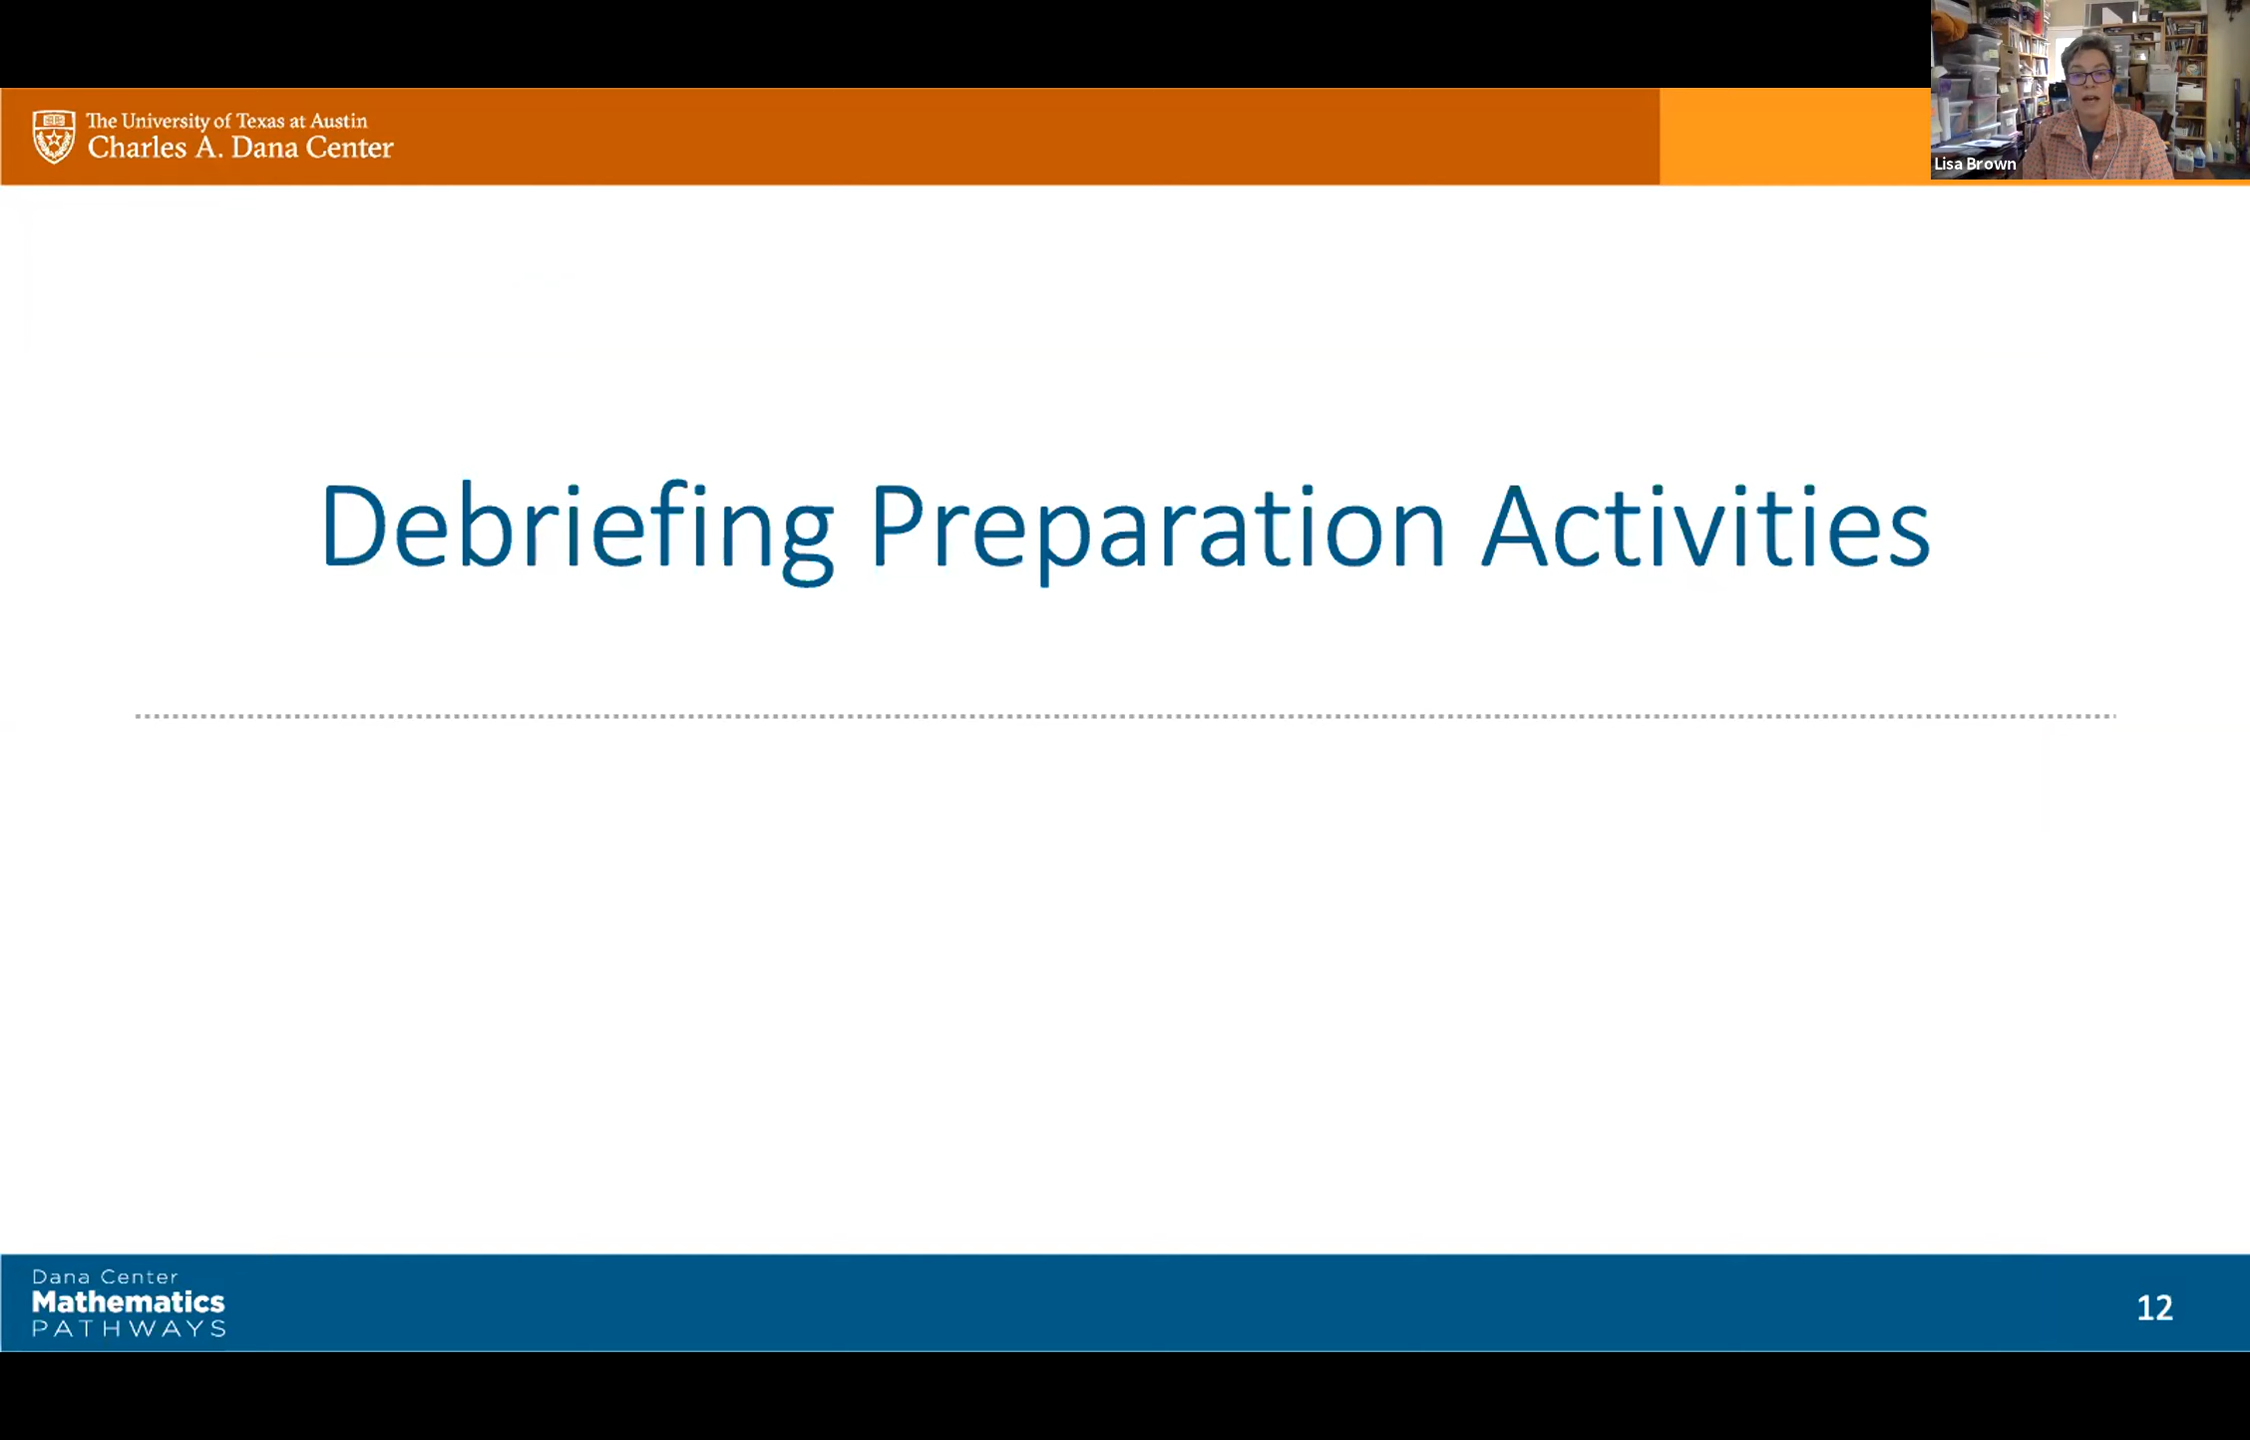 The University of Texas at Austin
Charles A. Dana Center
Lisa Brown
Debriefing Preparation Activities
Dana Center
Mathematics
PATHWAYS
12